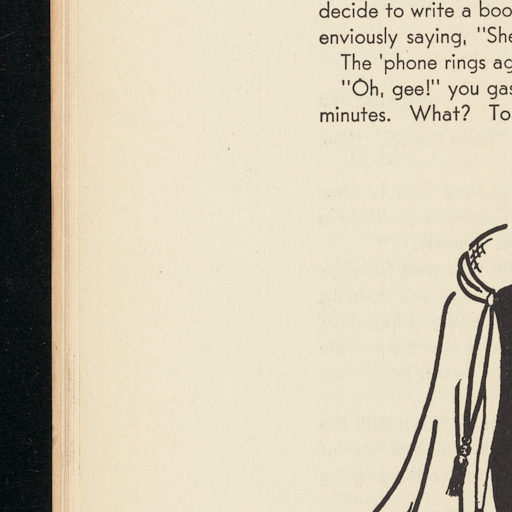 decide to write a boo
enviously saying, "She
The 'phone rings ag
"Oh, gee!" you gas
minutes. What? To